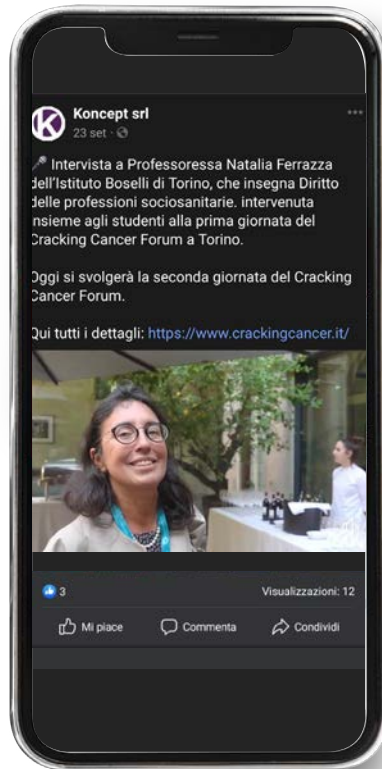 K
Koncept srl
23 set ·
Intervista a Professoressa Natalia Ferrazza
dell'Istituto Boselli di Torino, che insegna Diritto
delle professioni sociosanitarie. intervenuta
insieme agli studenti alla prima giornata del
Cracking Cancer Forum a Torino.
Oggi si svolgerà la seconda giornata del Cracking
Cancer Forum.
Qui tutti i dettagli: https://www.crackingcancer.it/
3 Visualizzazioni: 12
Mi piace Commenta Condividi